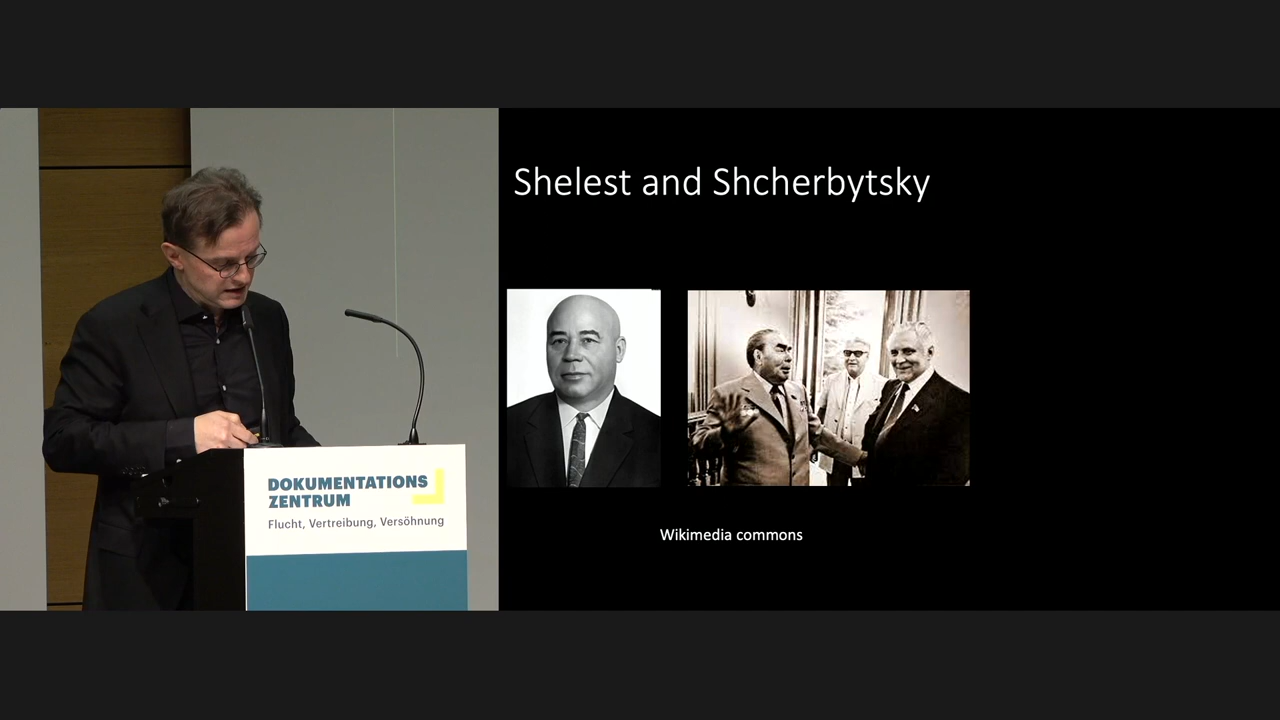 Shelest and Shcherbytsky
DOKUMENTATIONS
ZENTRUM
Flucht, Vertreibung, Versöhnung
Wikimedia commons